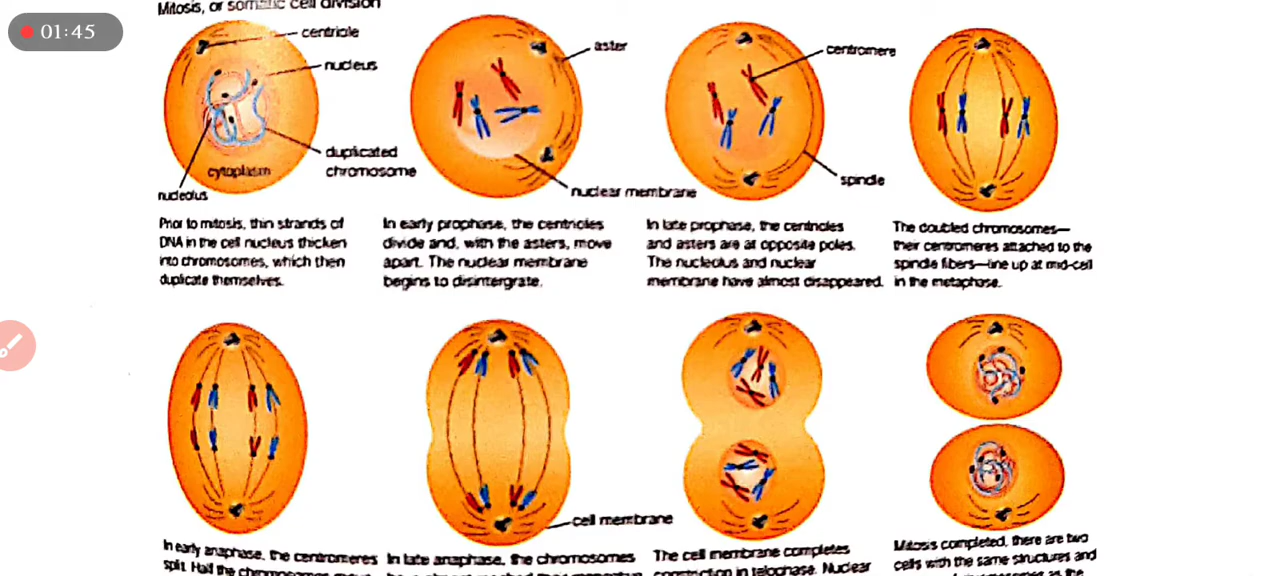 Mitosis, or somatic cell division
01:45
centriole
nucleus
duplicated
chromosome
cytoplasm
nucleolus
aster
nuclear membrane
centromere
spindle
Prior to mitosis, thin strands of
DNA in the cell nucleus thicken
into chromosomes, which then
duplicate themselves.
In early prophase, the centrioles
divide and, with the asters, move
apart. The nuclear membrane
begins to disintergrate.
In late prophase, the centrioles
and asters are at opposite poles.
The nucleolus and nuclear
membrane have almost disappeared.
The doubled chromosomes—
their centromeres attached to the
spindle fibers—line up at mid-cell
in the metaphase.
cell membrane
In early anaphase, the centromeres
split. Half the chromosomes move
In late anaphase, the chromosomes
The cell membrane completes
constriction in telophase. Nuclear
Mitosis completed, there are two
cells with the same structures and
chromosomes as the